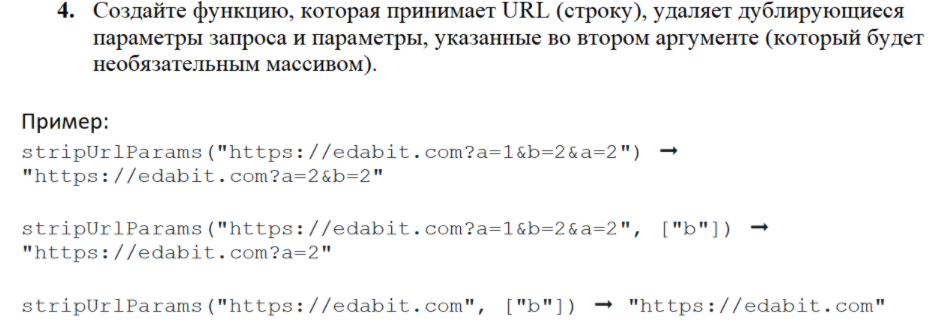 4. Создайте функцию, которая принимает URL (строку), удаляет дублирующиеся
параметры запроса и параметры, указанные во втором аргументе (который будет
необязательным массивом).
Пример:
stripUrlParams("https://edabit.com?a=1&b=2&a=2") ➞
"https://edabit.com?a=2&b=2"
stripUrlParams("https://edabit.com?a=1&b=2&a=2", ["b"]) ➞
"https://edabit.com?a=2"
stripUrlParams("https://edabit.com", ["b"]) ➞ "https://edabit.com"